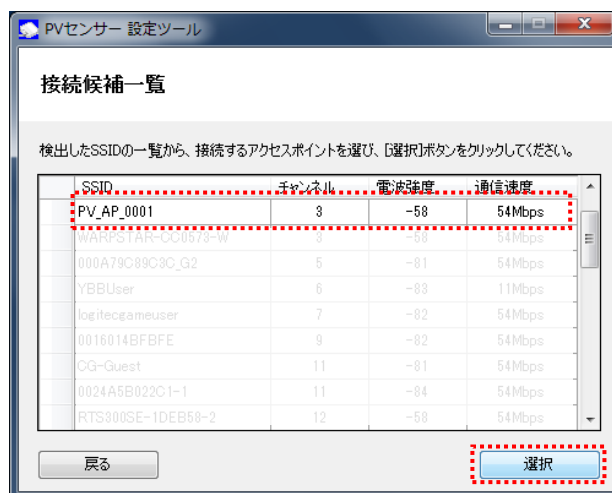 PVセンサー 設定ツール
接続候補一覧
検出したSSIDの一覧から、接続するアクセスポイントを選び、[選択]ボタンをクリックしてください。
SSID チャンネル 電波強度 通信速度
PV_AP_0001 3 -58 54Mbps
WARPSTAR-CC0573-W 3 -58 54Mbps
000A79C89C3C_G2 5 -81 54Mbps
YBBUser 6 -83 11Mbps
logitecgameuser 7 -82 54Mbps
0016014BFBFE 9 -82 54Mbps
CG-Guest 11 -81 54Mbps
0024A5B022C1-1 11 -84 54Mbps
RTS300SE-1DEB58-2 12 -58 54Mbps
戻る 選択